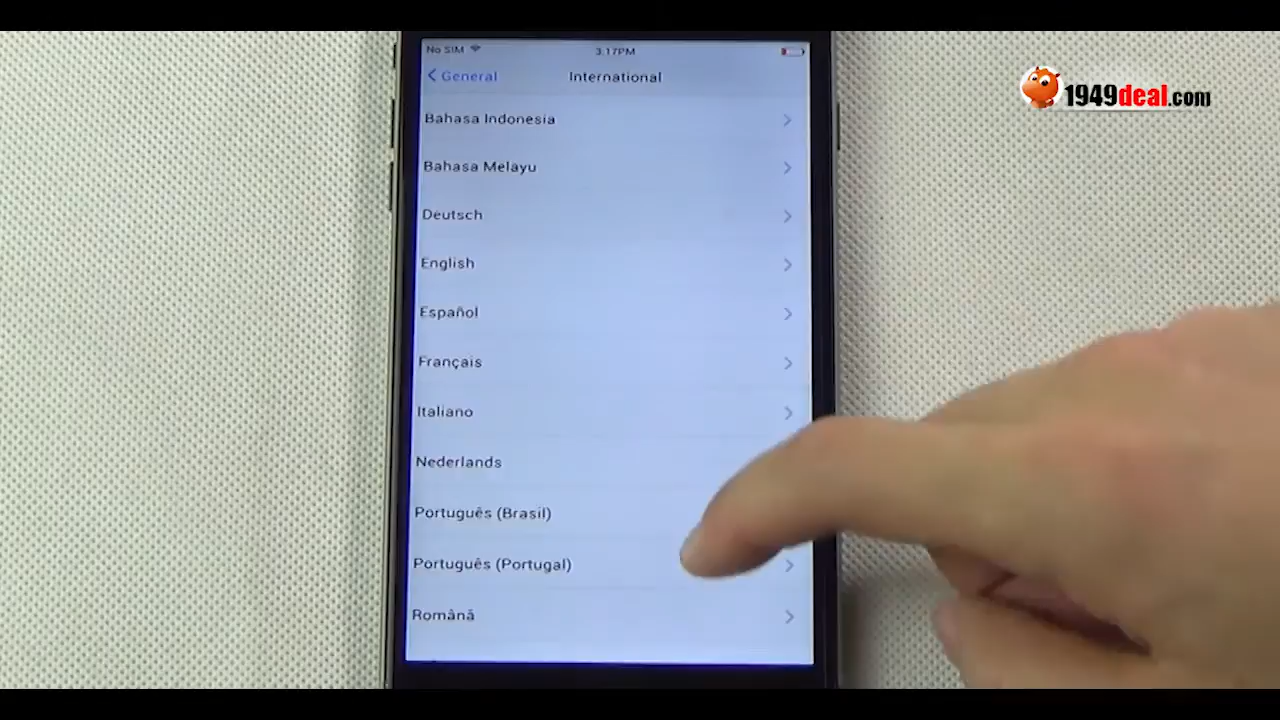 No SIM 3:17PM
General International
Bahasa Indonesia
Bahasa Melayu
Deutsch
English
Español
Français
Italiano
Nederlands
Português (Brasil)
Português (Portugal)
Română
1949deal.com